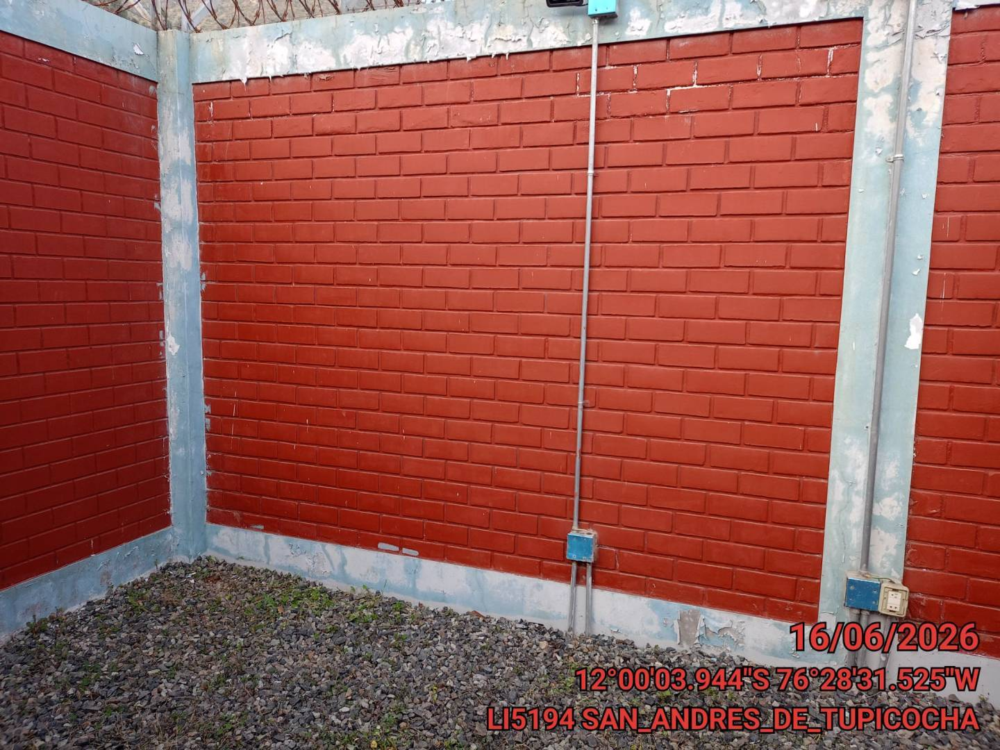 16/06/2026
12°00'03.944"S 76°28'31.525"W
LI5194 SAN_ANDRES_DE_TUPICOCHA